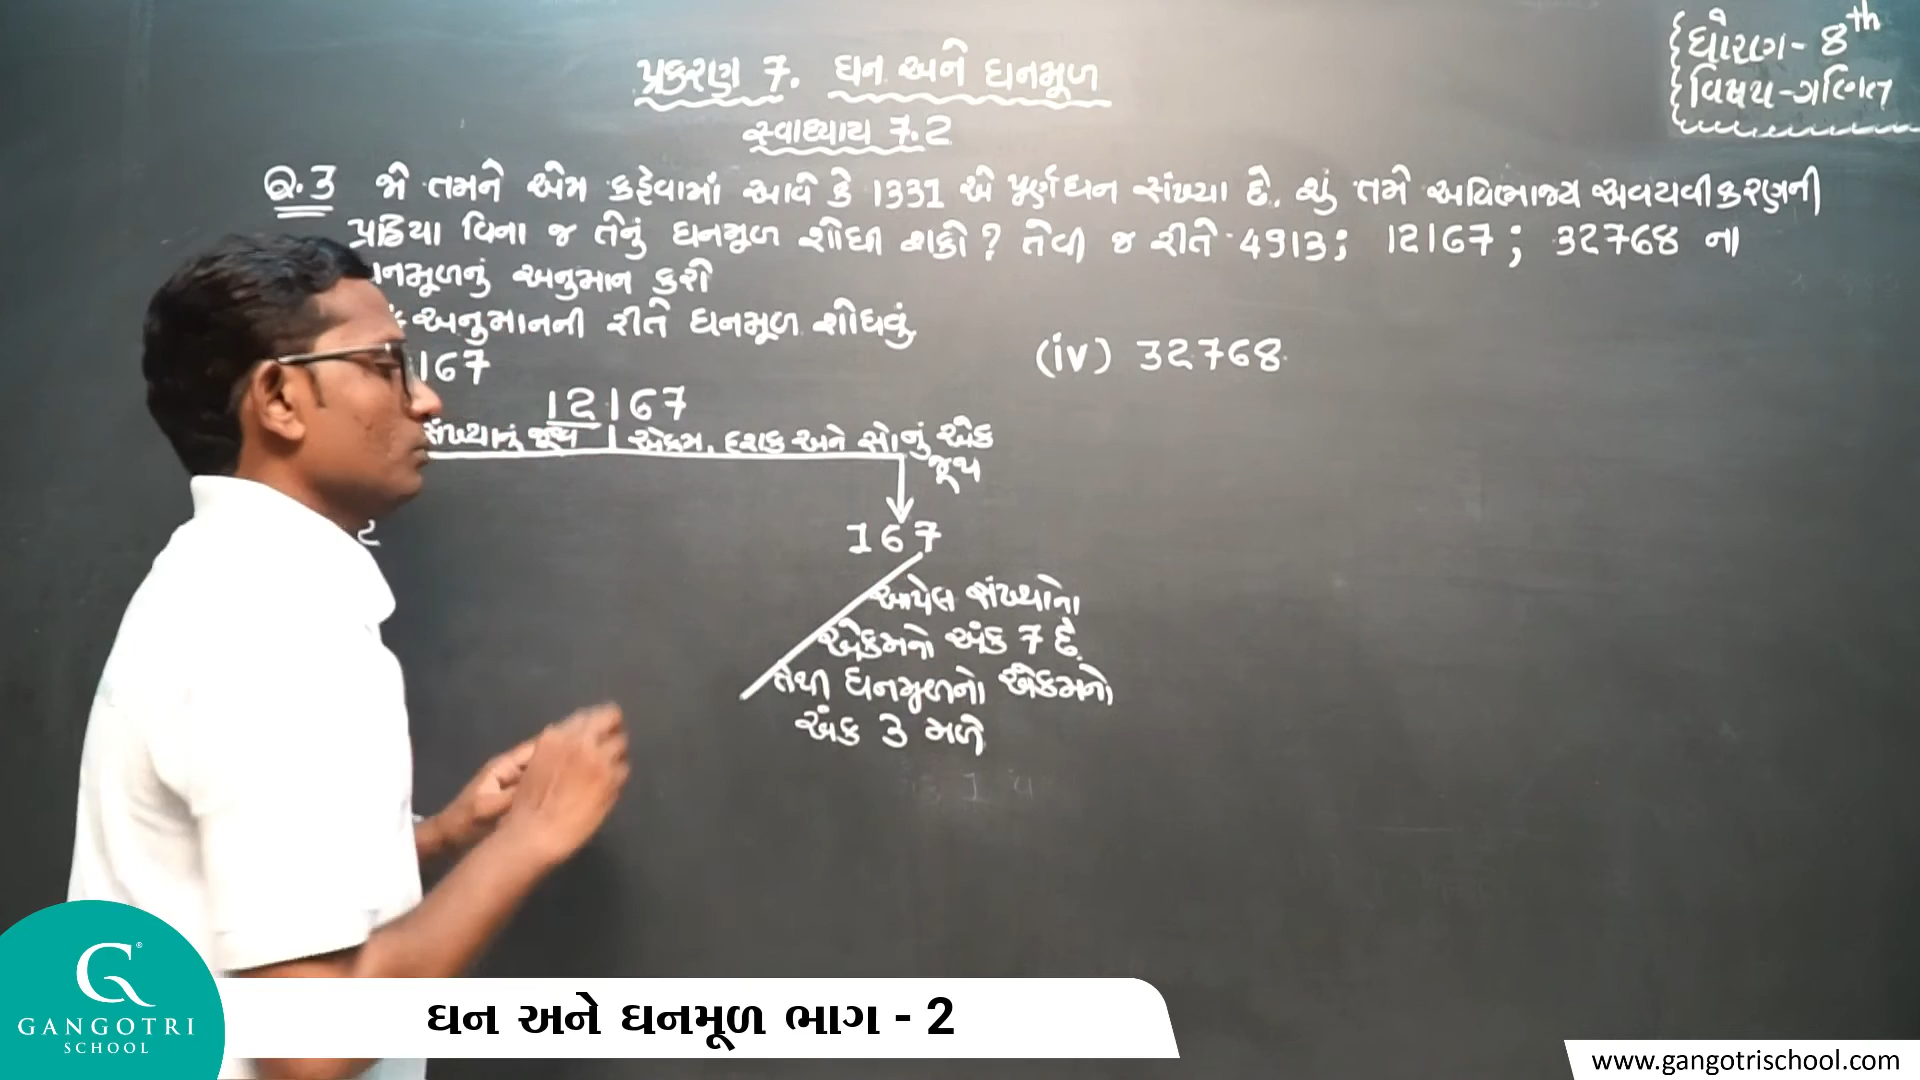 ધોરણ - 8th
વિષય - ગણિત
પ્રકરણ 7. ઘન અને ઘનમૂળ
સ્વાધ્યાય 7.2
Q.3 જો તમને એમ કહેવામાં આવે કે 1331 એ પૂર્ણઘન સંખ્યા છે. શું તમે અવિભાજ્ય અવયવીકરણની
પ્રક્રિયા વિના જ તેનું ઘનમૂળ શોધી શકો? તેવી જ રીતે 4913; 12167; 32768 ના
નમૂળનું અનુમાન કરો
અનુમાનની રીતે ઘનમૂળ શોધવું
167
(iv) 32768
12167
સંખ્યાનું જૂથ | એકમ, દશક અને સો નું એક
જૂથ
167
આપેલ સંખ્યાનો
એકમનો અંક 7 છે.
તેથી ઘનમૂળનો એકમનો
અંક 3 મળે
ઘન અને ઘનમૂળ ભાગ - 2
GANGOTRI
SCHOOL
www.gangotrischool.com